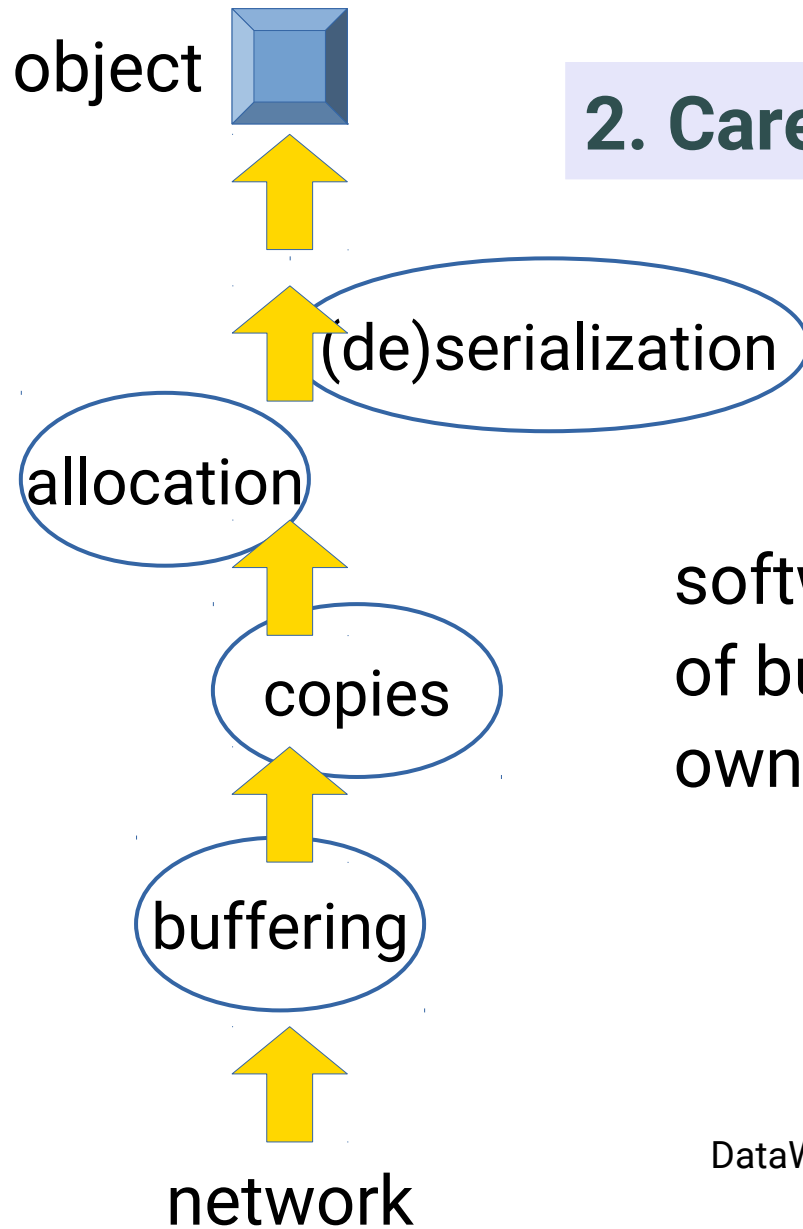 object
2. Care
(de)serialization
allocation
softw
of bu
own
copies
buffering
DataW
network